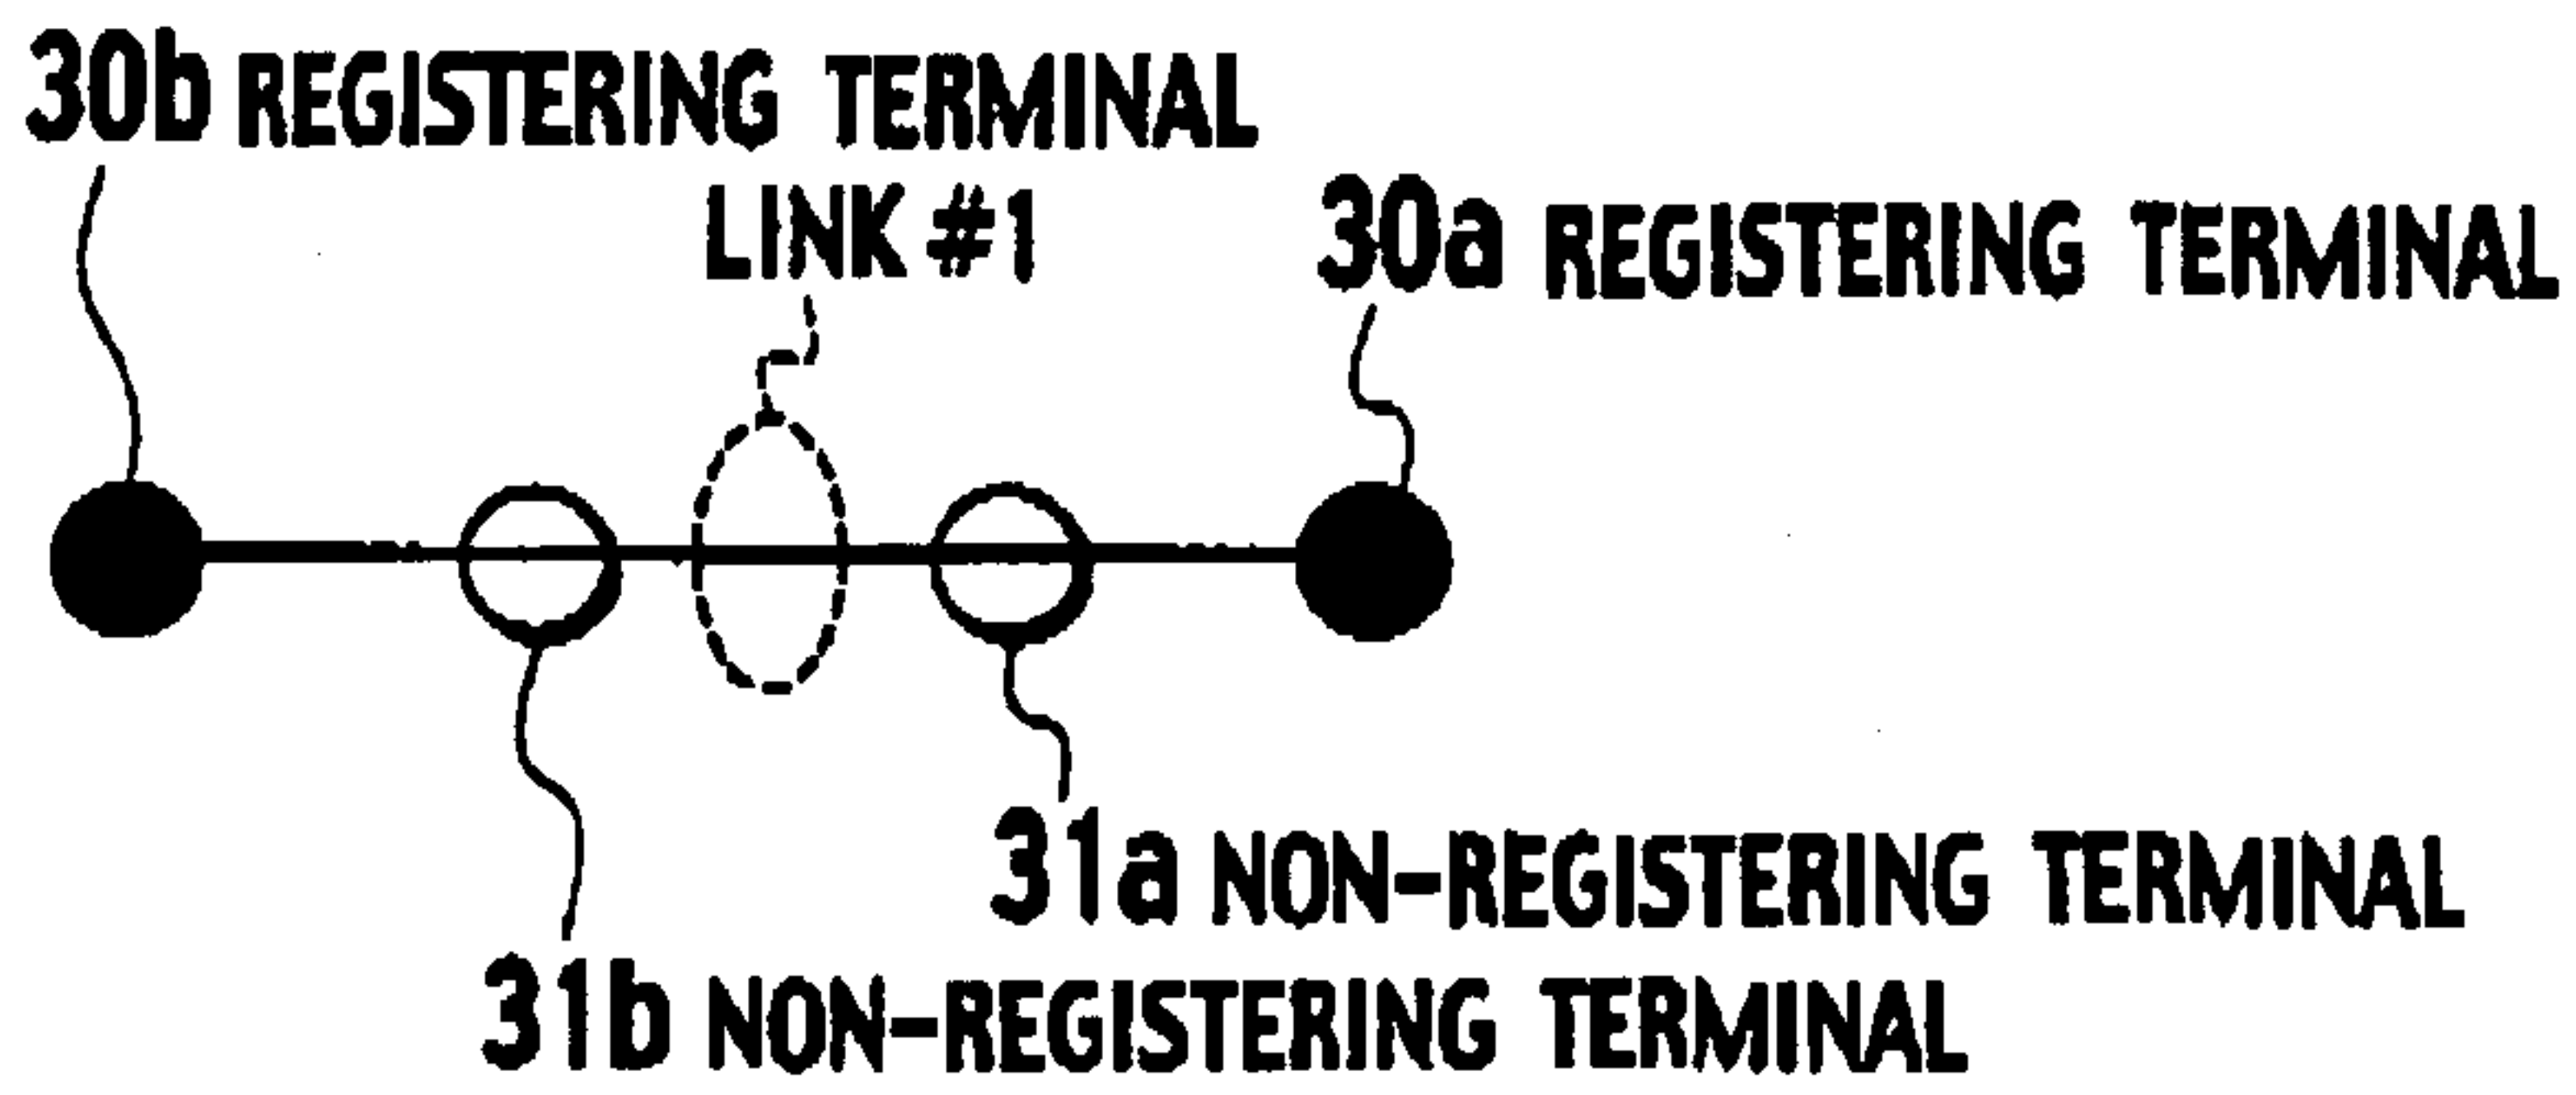 30b REGISTERING TERMINAL
LINK #1
30a REGISTERING TERMINAL
31a NON-REGISTERING TERMINAL
31b NON-REGISTERING TERMINAL